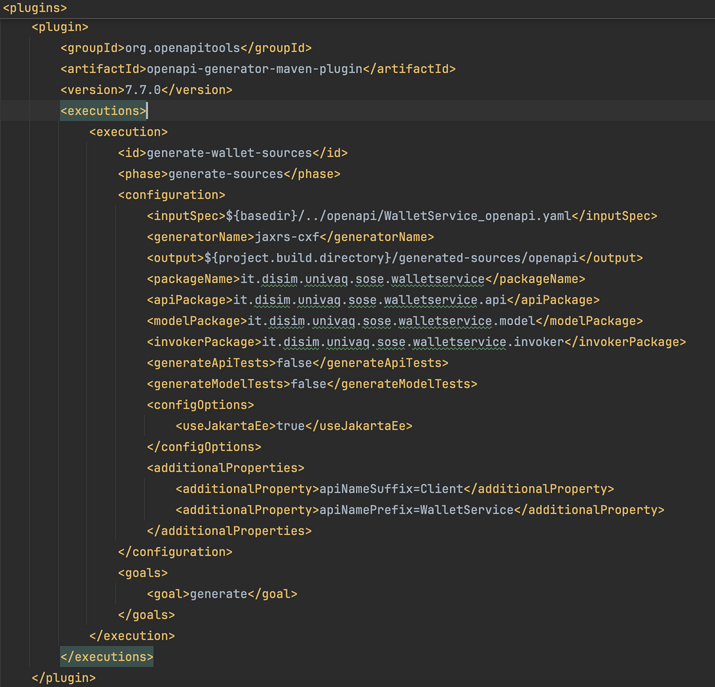 <plugins>
<plugin>
<groupId>org.openapitools</groupId>
<artifactId>openapi-generator-maven-plugin</artifactId>
<version>7.7.0</version>
<executions>
<execution>
<id>generate-wallet-sources</id>
<phase>generate-sources</phase>
<configuration>
<inputSpec>${basedir}/../openapi/WalletService_openapi.yaml</inputSpec>
<generatorName>jaxrs-cxf</generatorName>
<output>${project.build.directory}/generated-sources/openapi</output>
<packageName>it.disim.univaq.sose.walletservice</packageName>
<apiPackage>it.disim.univaq.sose.walletservice.api</apiPackage>
<modelPackage>it.disim.univaq.sose.walletservice.model</modelPackage>
<invokerPackage>it.disim.univaq.sose.walletservice.invoker</invokerPackage>
<generateApiTests>false</generateApiTests>
<generateModelTests>false</generateModelTests>
<configOptions>
<useJakartaEe>true</useJakartaEe>
</configOptions>
<additionalProperties>
<additionalProperty>apiNameSuffix=Client</additionalProperty>
<additionalProperty>apiNamePrefix=WalletService</additionalProperty>
</additionalProperties>
</configuration>
<goals>
<goal>generate</goal>
</goals>
</execution>
</executions>
</plugin>